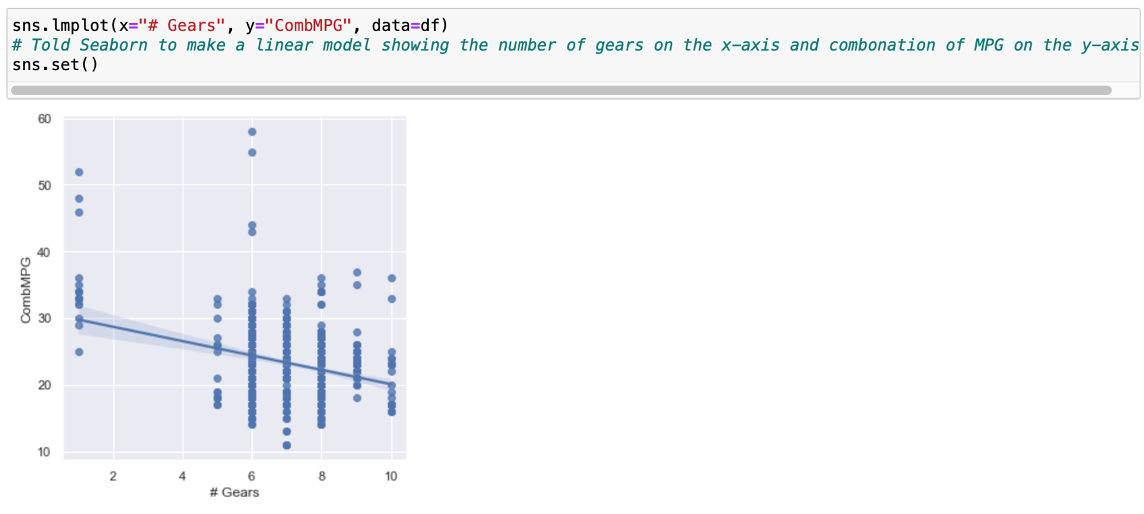 sns.lmplot(x="# Gears", y="CombMPG", data=df)
# Told Seaborn to make a linear model showing the number of gears on the x-axis and combonation of MPG on the y-axis
sns.set()
60
50
40
30
20
10
CombMPG
2 4 6 8 10
# Gears